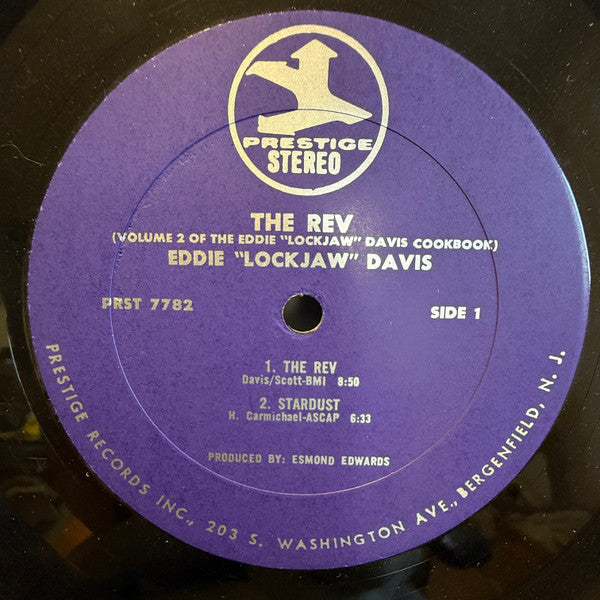 PRESTIGE
STEREO
THE REV
(VOLUME 2 OF THE EDDIE "LOCKJAW" DAVIS COOKBOOK)
EDDIE "LOCKJAW" DAVIS
PRST 7782
SIDE 1
1. THE REV
Davis/Scott-BMI 8:50
2. STARDUST
H. Carmichael-ASCAP 6:33
PRODUCED BY: ESMOND EDWARDS
PRESTIGE RECORDS INC., 203 S. WASHINGTON AVE., BERGENFIELD, N. J.